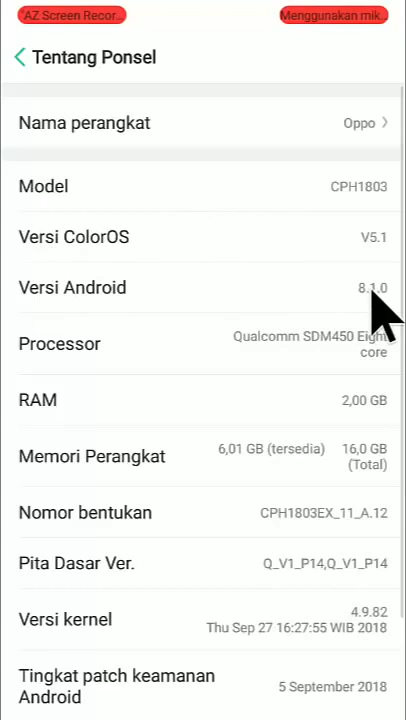 "AZ Screen Recor...
Menggunakan mik...
Tentang Ponsel
Nama perangkat
Oppo
Model
CPH1803
Versi ColorOS
V5.1
Versi Android
8.1.0
Processor
Qualcomm SDM450 Eight
core
RAM
2,00 GB
Memori Perangkat
6,01 GB (tersedia) 16,0 GB
(Total)
Nomor bentukan
CPH1803EX_11_A.12
Pita Dasar Ver.
Q_V1_P14,Q_V1_P14
Versi kernel
4.9.82
Thu Sep 27 16:27:55 WIB 2018
Tingkat patch keamanan
Android
5 September 2018